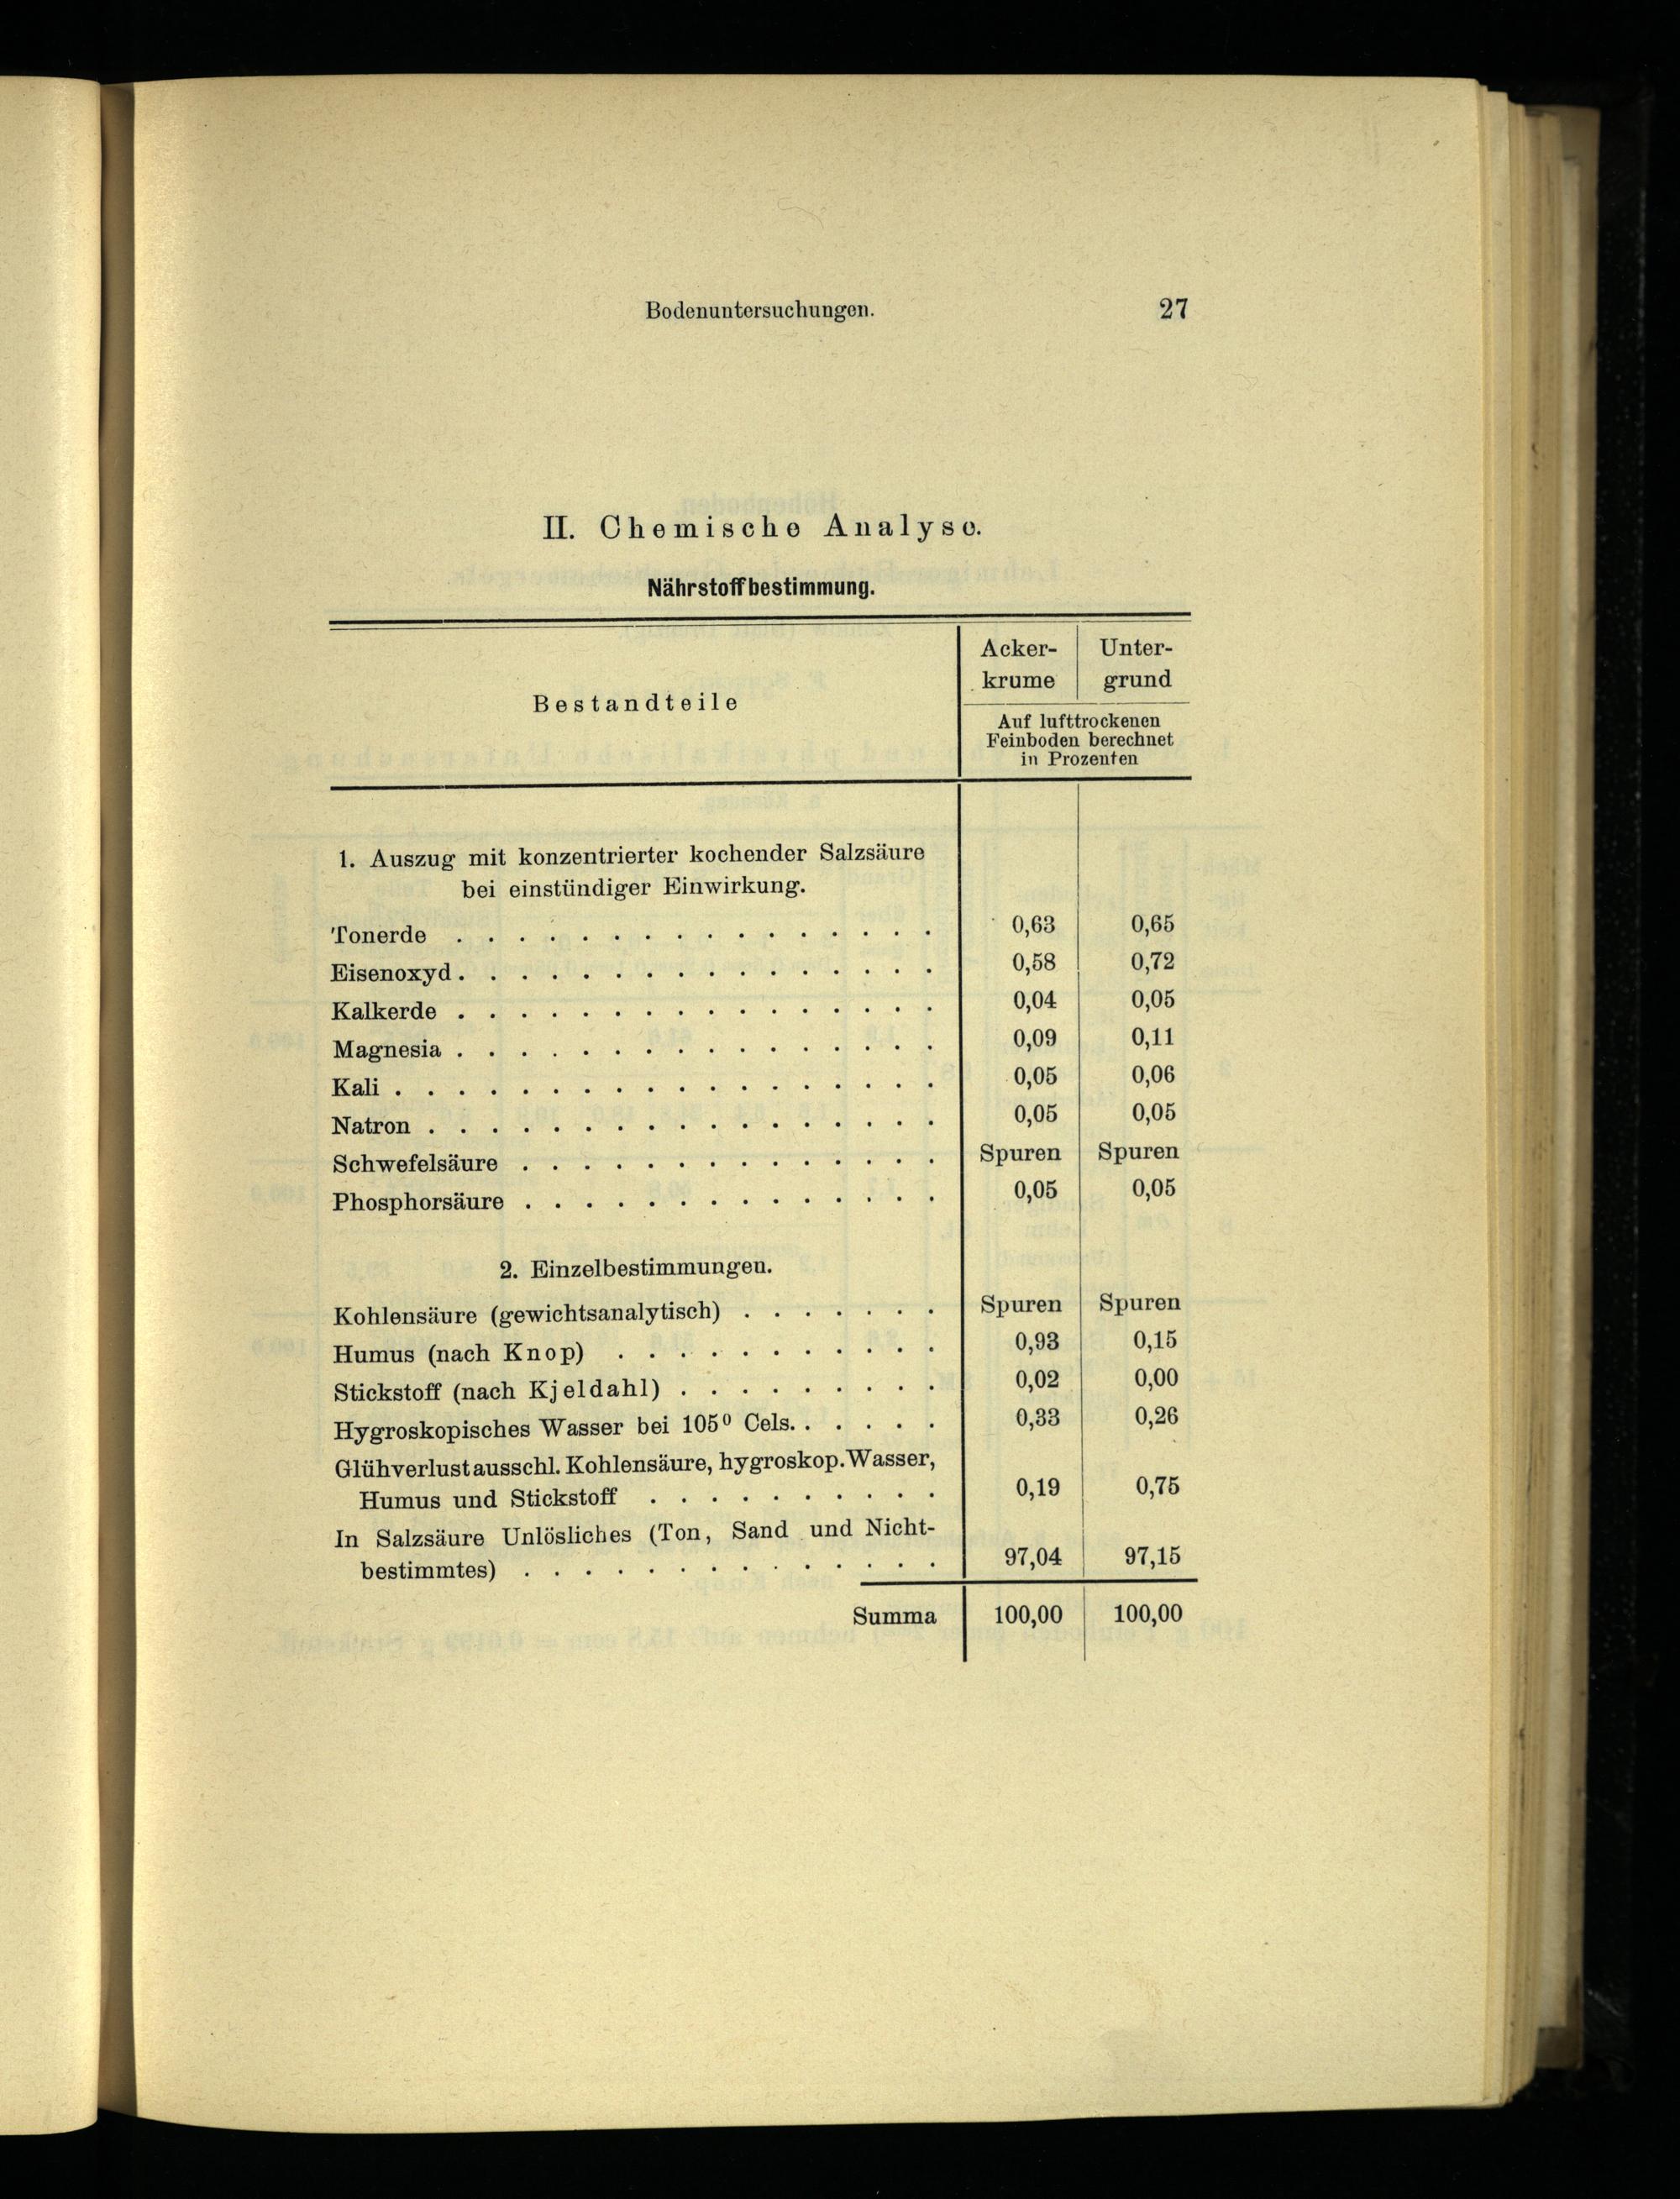 Bodenuntersuchungen. 27
II. Chemische Analyse.
Nährstoffbestimmung.
Bestandteile
Acker-
krume
Unter-
grund
Auf lufttrockenen
Feinboden berechnet
in Prozenten
1. Auszug mit konzentrierter kochender Salzsäure
bei einstündiger Einwirkung.
Tonerde . . . . . . . . . . . . . . . . 0,63 0,65
Eisenoxyd. . . . . . . . . . . . . . . . 0,58 0,72
Kalkerde . . . . . . . . . . . . . . . . 0,04 0,05
Magnesia . . . . . . . . . . . . . . . . 0,09 0,11
Kali . . . . . . . . . . . . . . . . . . 0,05 0,06
Natron . . . . . . . . . . . . . . . . . 0,05 0,05
Schwefelsäure . . . . . . . . . . . . . . Spuren Spuren
Phosphorsäure . . . . . . . . . . . . . . 0,05 0,05
2. Einzelbestimmungen.
Kohlensäure (gewichtsanalytisch) . . . . . . . Spuren Spuren
Humus (nach Knop) . . . . . . . . . . . 0,93 0,15
Stickstoff (nach Kjeldahl) . . . . . . . . . 0,02 0,00
Hygroskopisches Wasser bei 105⁰ Cels. . . . . . 0,33 0,26
Glühverlust ausschl. Kohlensäure, hygroskop. Wasser,
Humus und Stickstoff . . . . . . . . . . 0,19 0,75
In Salzsäure Unlösliches (Ton, Sand und Nicht-
bestimmtes) . . . . . . . . . . . . . . 97,04 97,15
Summa 100,00 100,00